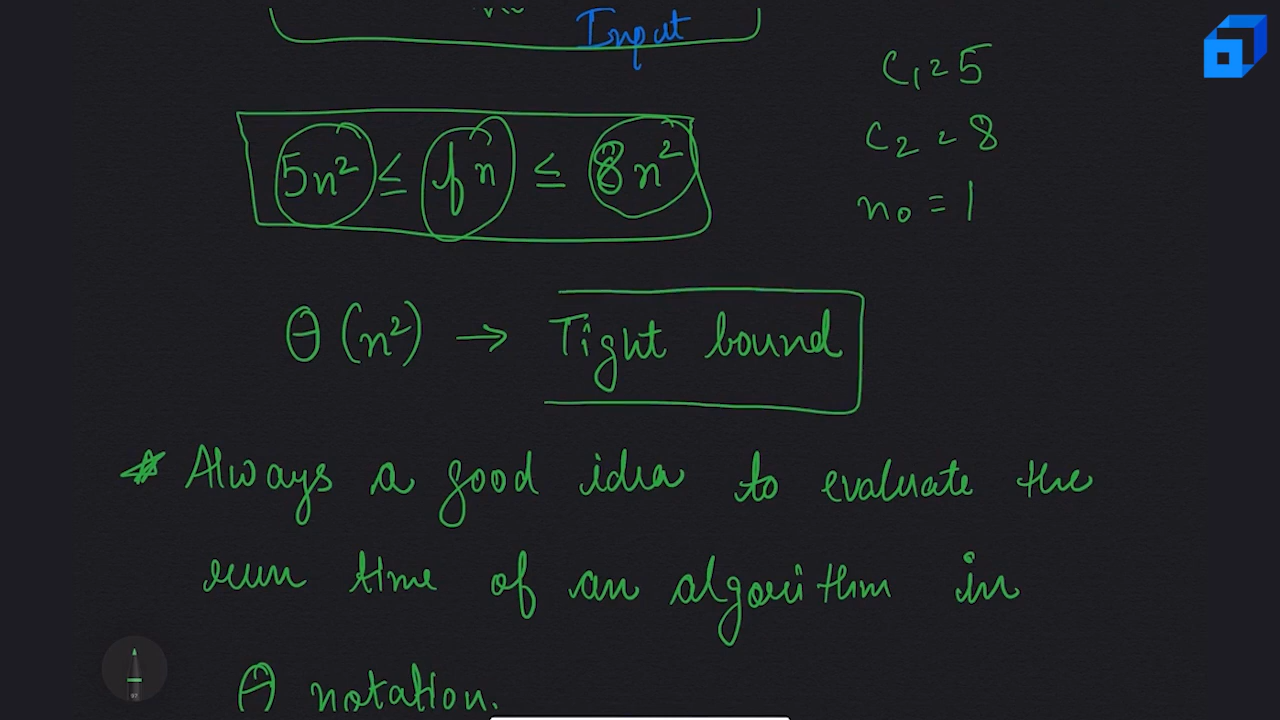 Input
C₁ = 5
C₂ = 8
n₀ = 1
5n² ≤ fn ≤ 8n²
θ(n²) → Tight bound
* Always a good idea to evaluate the
run time of an algorithm in
θ notation.